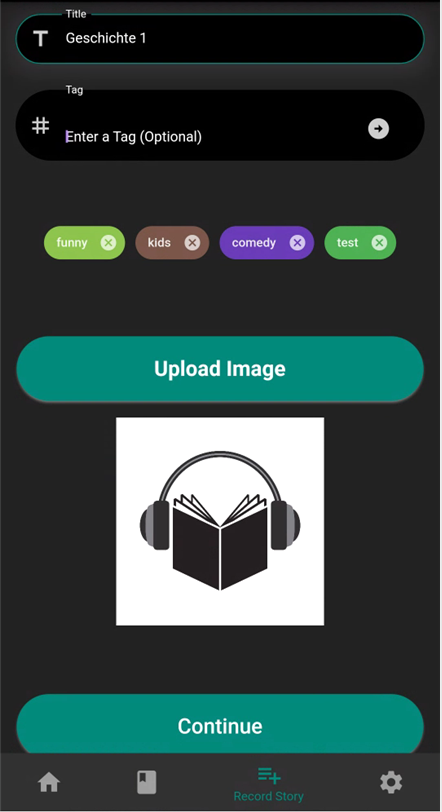 Title
Geschichte 1
Tag
Enter a Tag (Optional)
funny kids comedy test
Upload Image
Continue
Record Story